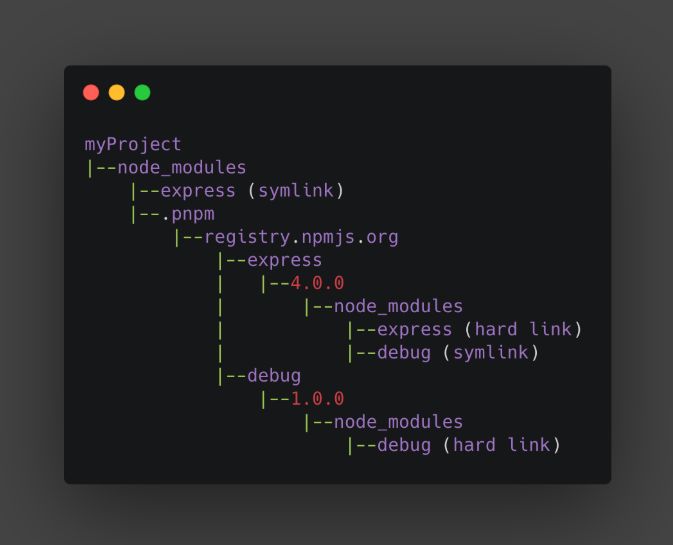 myProject
|--node_modules
    |--express (symlink)
    |--.pnpm
        |--registry.npmjs.org
            |--express
            |   |--4.0.0
            |       |--node_modules
            |           |--express (hard link)
            |           |--debug (symlink)
            |--debug
                |--1.0.0
                    |--node_modules
                        |--debug (hard link)